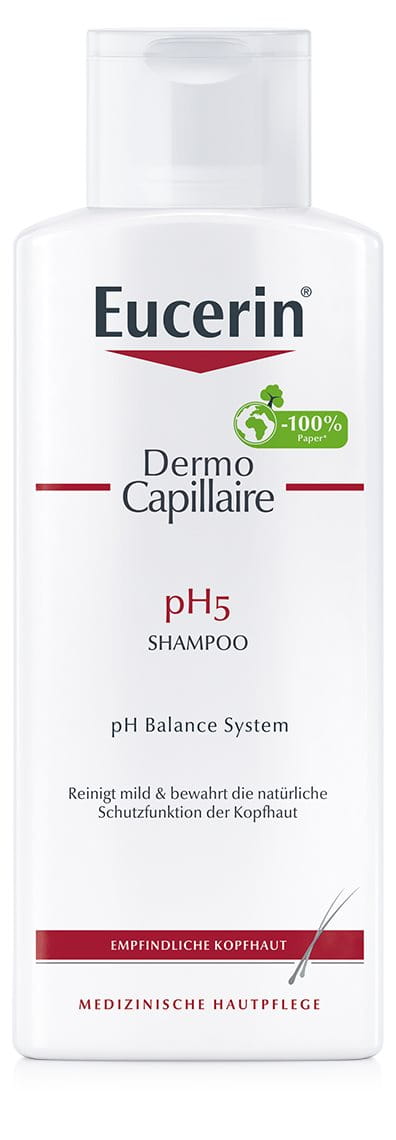 Eucerin®
-100%
Paper*
Dermo
Capillaire
pH5
SHAMPOO
pH Balance System
Reinigt mild & bewahrt die natürliche
Schutzfunktion der Kopfhaut
EMPFINDLICHE KOPFHAUT
MEDIZINISCHE HAUTPFLEGE